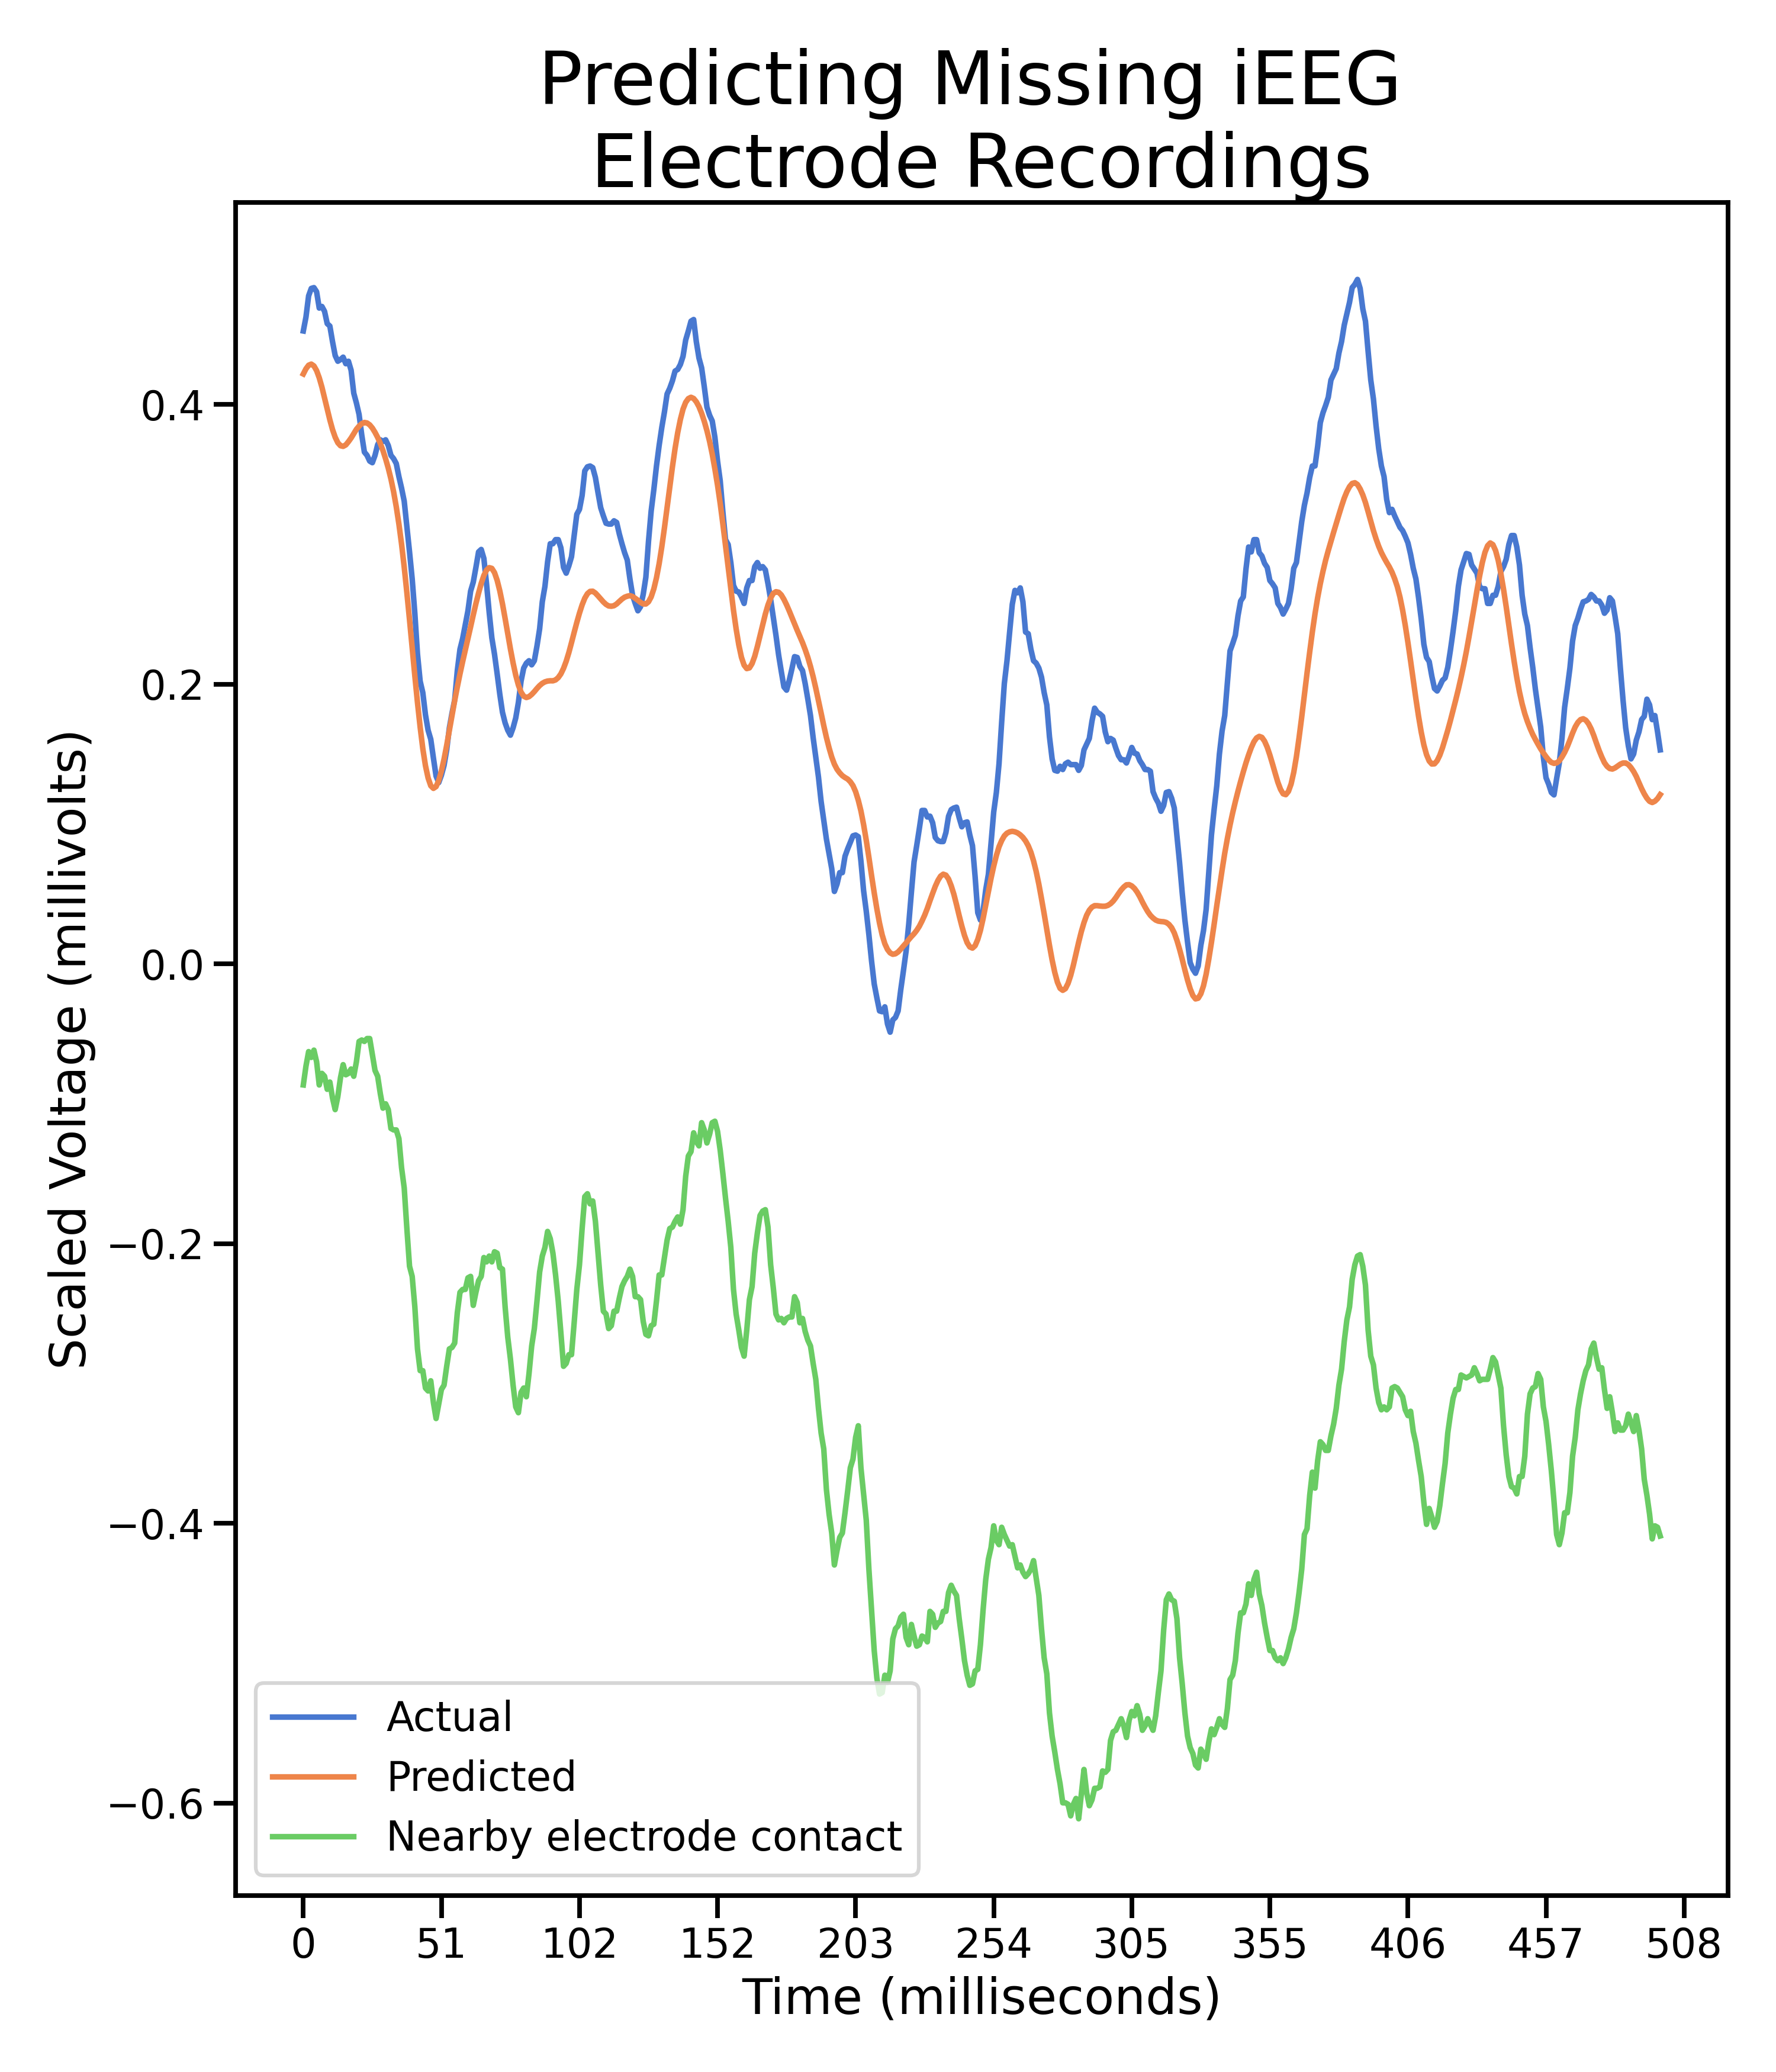 Predicting Missing iEEG
Electrode Recordings
Scaled Voltage (millivolts)
0.4
0.2
0.0
−0.2
−0.4
−0.6
Actual
Predicted
Nearby electrode contact
0 51 102 152 203 254 305 355 406 457 508
Time (milliseconds)